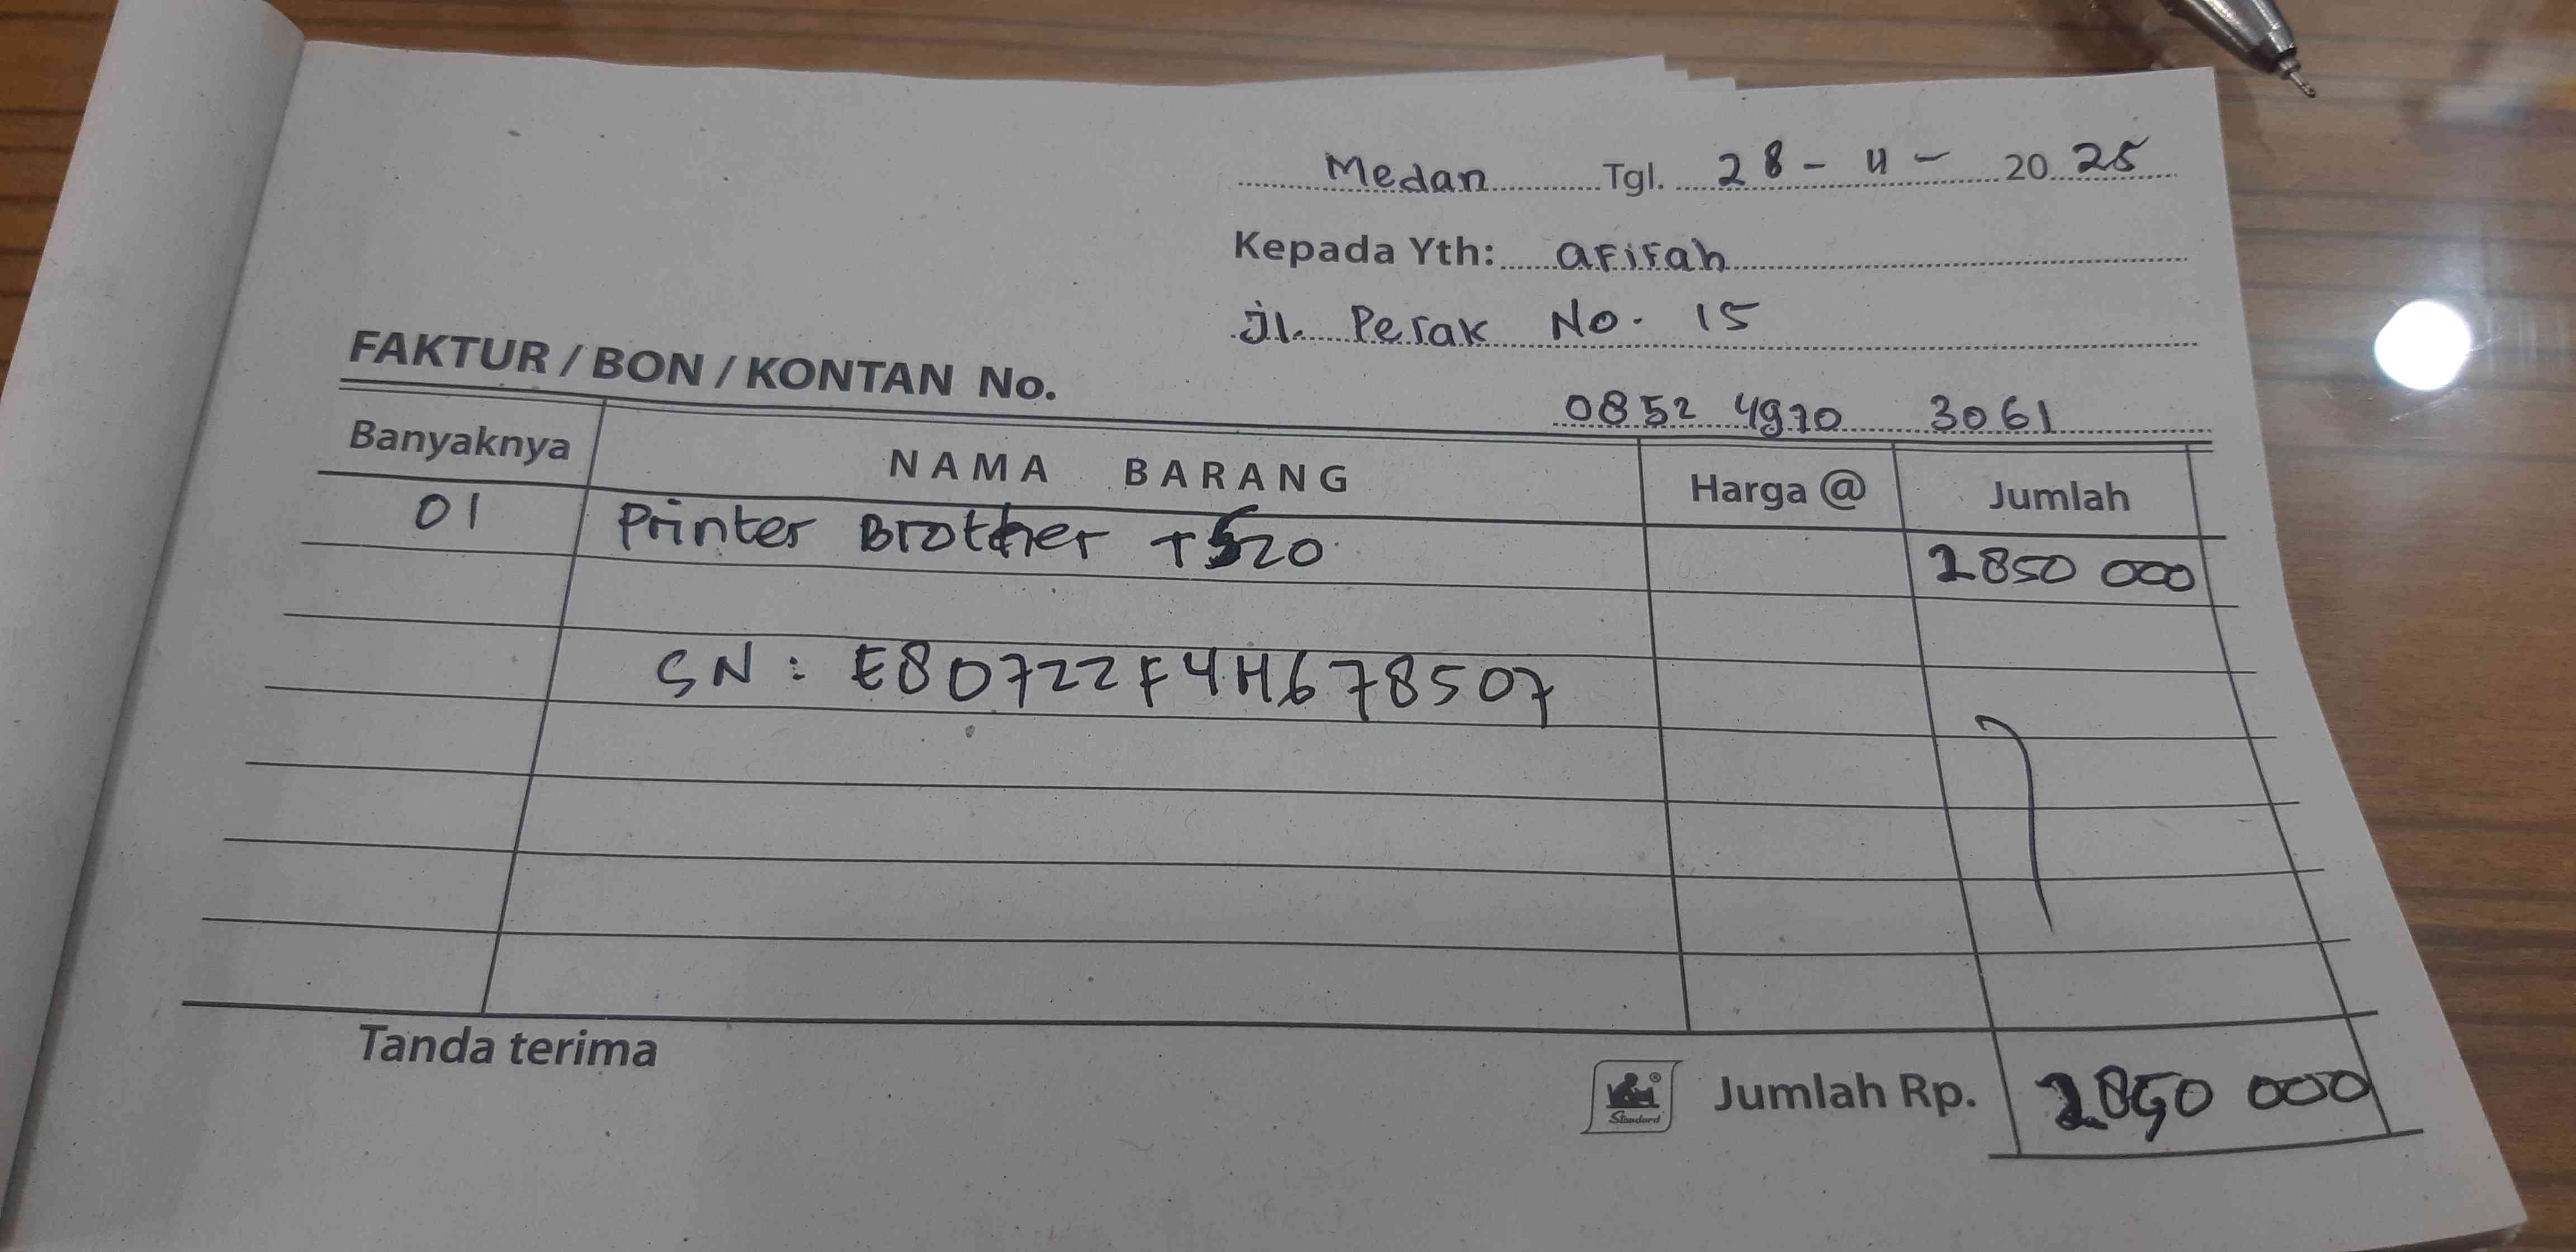 Medan Tgl. 28 - 11 - 2025
Kepada Yth: aFiFah
Jl. Perak No. 15
FAKTUR / BON / KONTAN No.
0852 4970 3061
Banyaknya NAMA BARANG Harga @ Jumlah
01 Printer Brother T520 2850 000
SN : E80722F4H678507
Tanda terima
Standard
Jumlah Rp. 2850 000